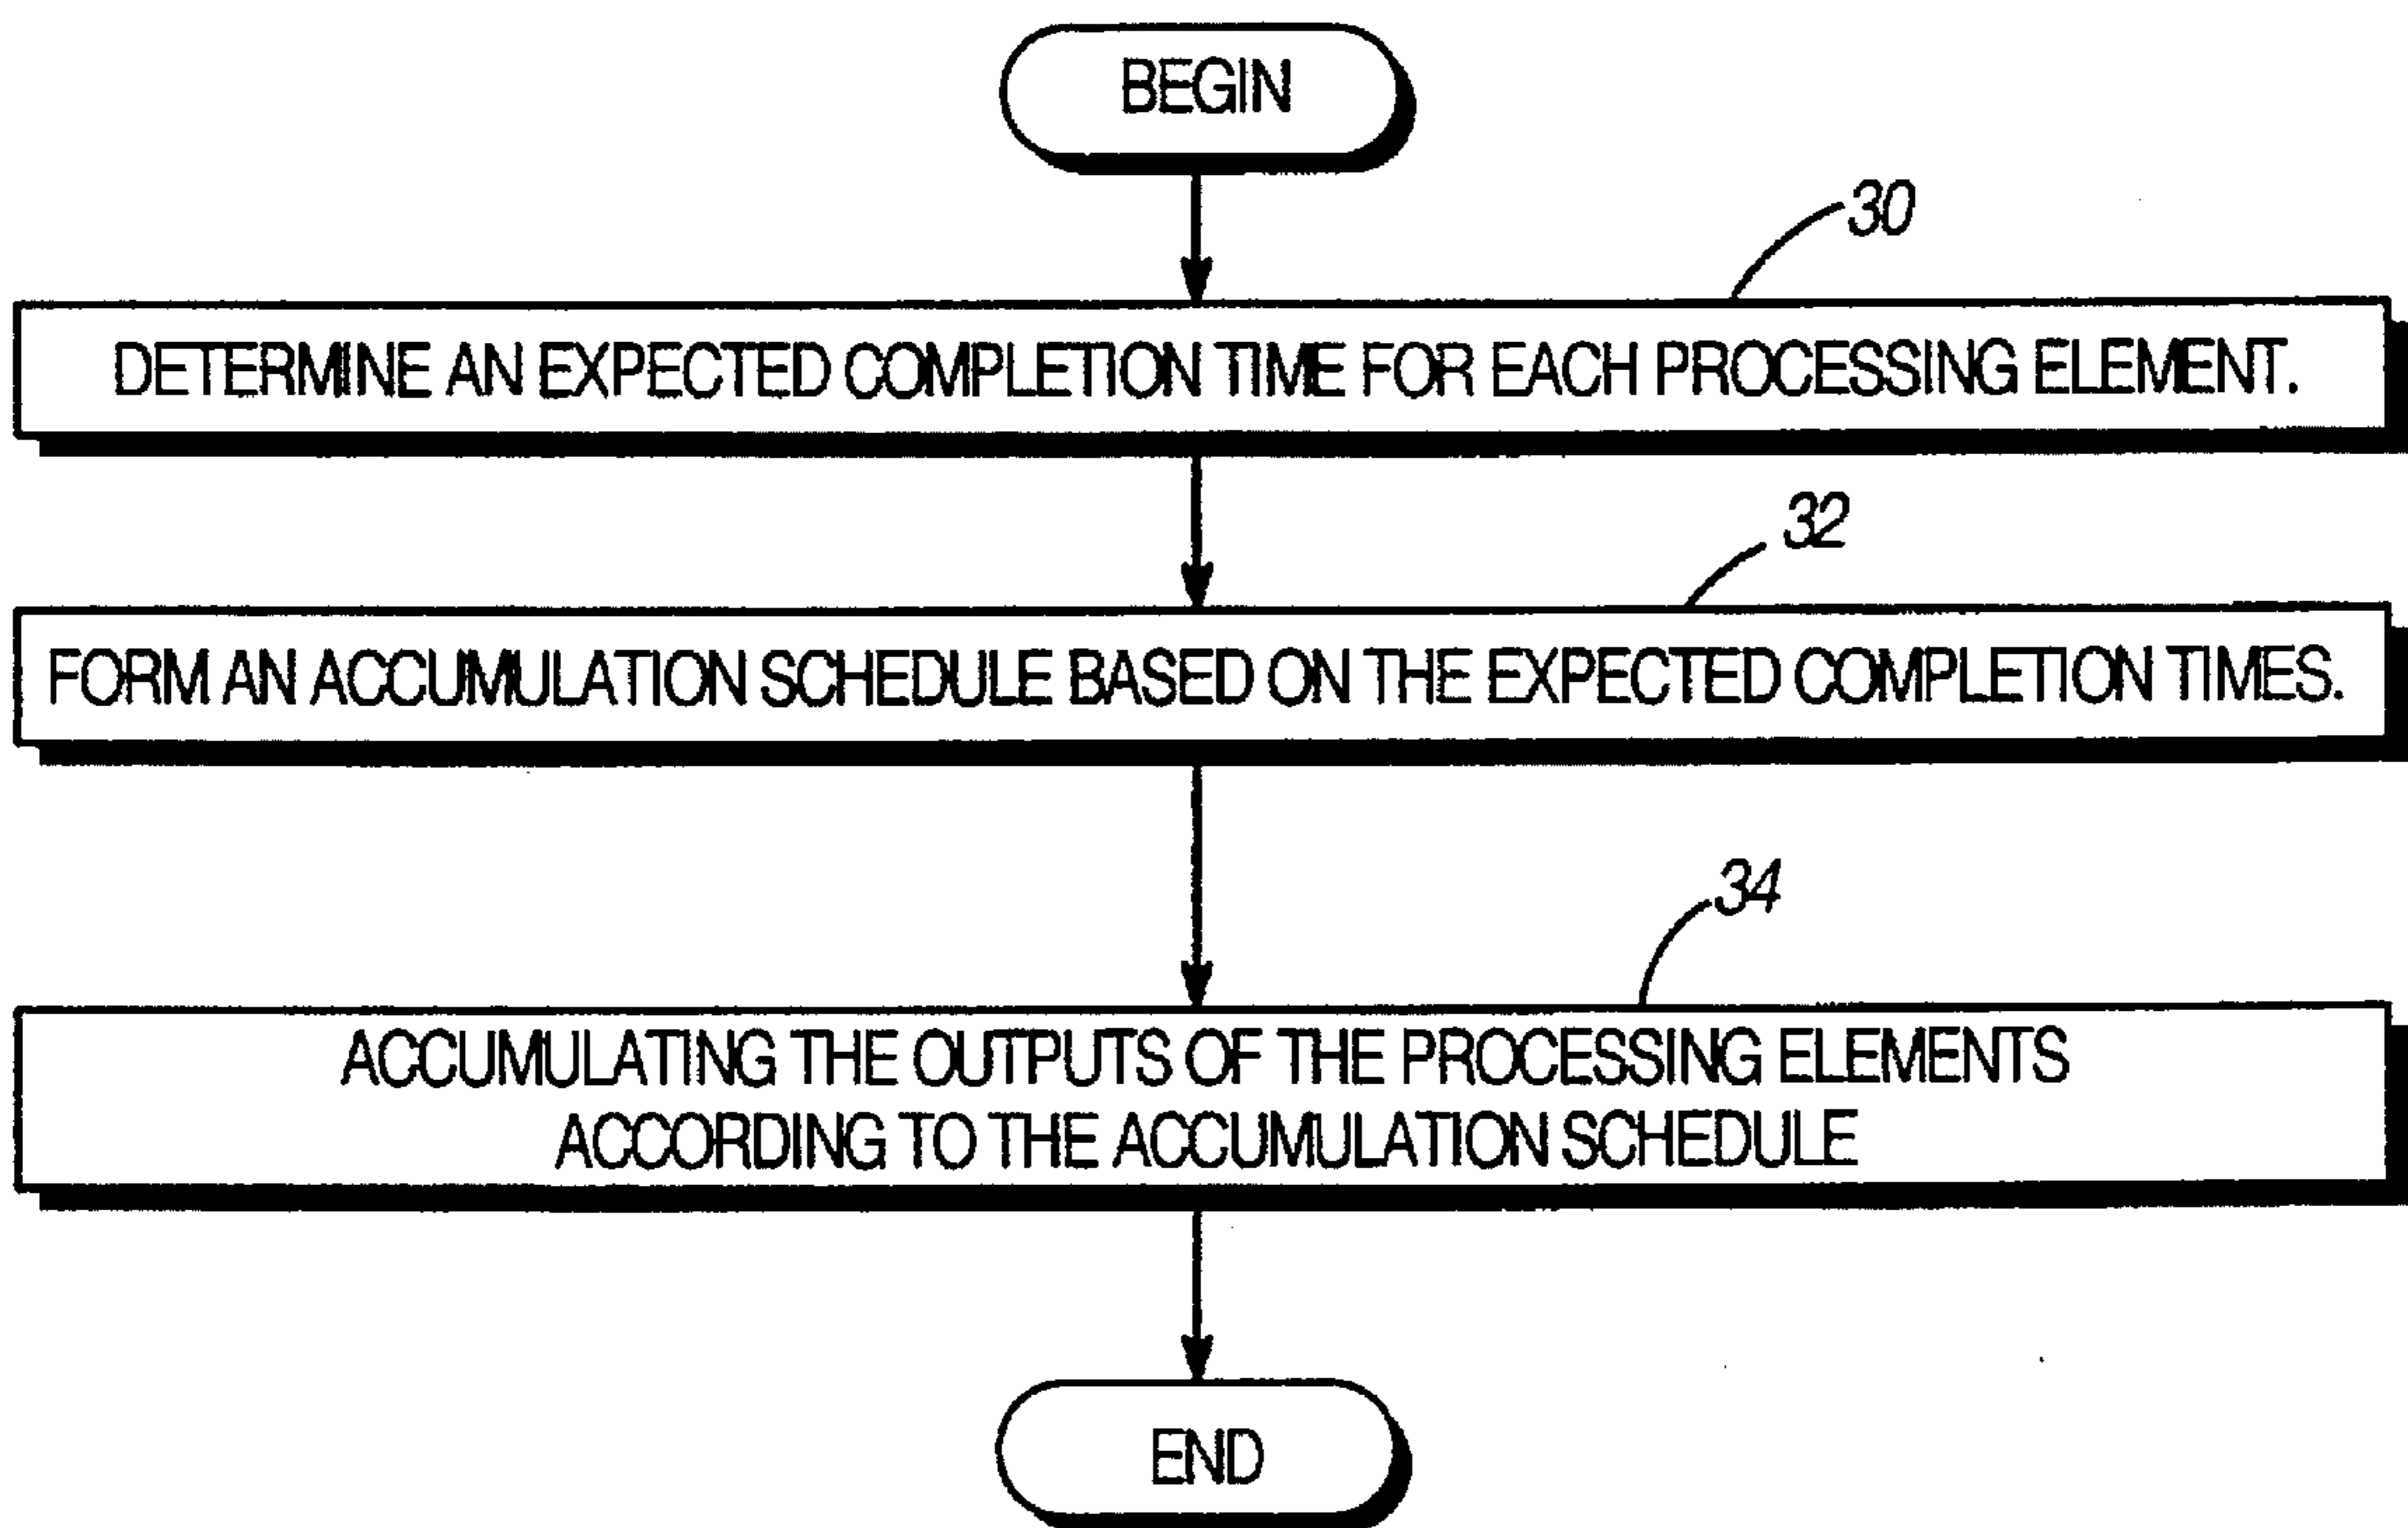 BEGIN
30
DETERMINE AN EXPECTED COMPLETION TIME FOR EACH PROCESSING ELEMENT.
32
FORM AN ACCUMULATION SCHEDULE BASED ON THE EXPECTED COMPLETION TIMES.
34
ACCUMULATING THE OUTPUTS OF THE PROCESSING ELEMENTS
ACCORDING TO THE ACCUMULATION SCHEDULE
END